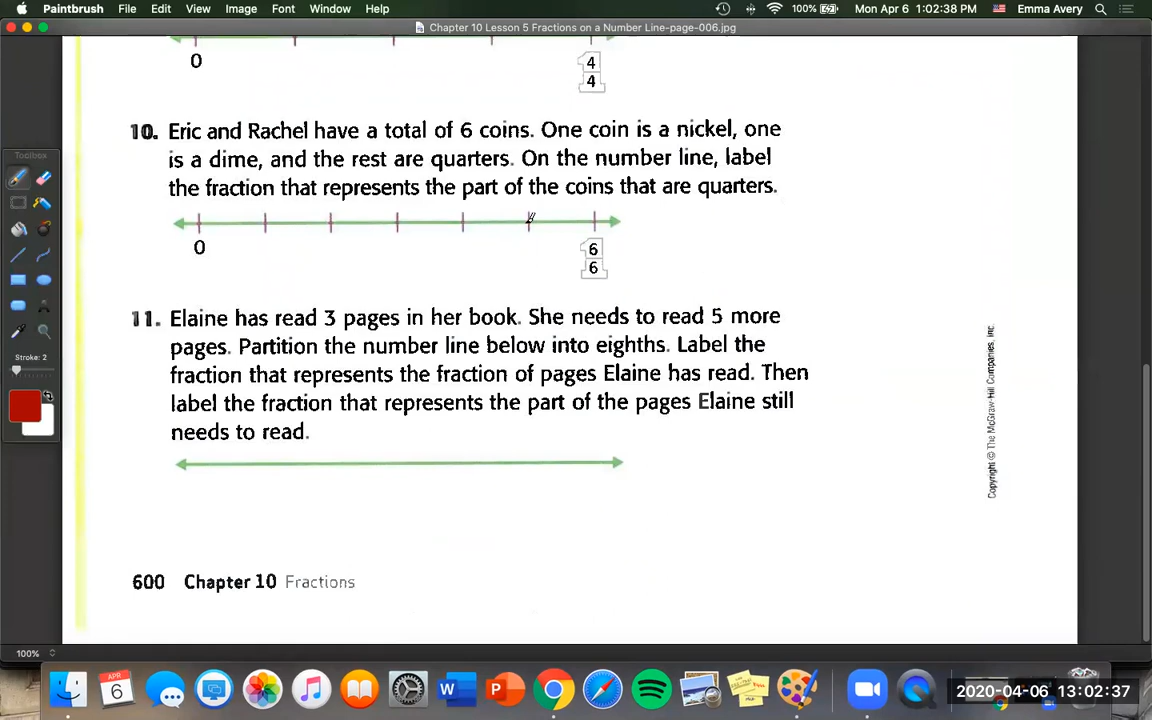 Paintbrush File Edit View Image Font Window Help 100% Mon Apr 6 1:02:38 PM Emma Avery
Chapter 10 Lesson 5 Fractions on a Number Line-page-006.jpg
0
4
4
10. Eric and Rachel have a total of 6 coins. One coin is a nickel, one
is a dime, and the rest are quarters. On the number line, label
the fraction that represents the part of the coins that are quarters.
0
6
6
11. Elaine has read 3 pages in her book. She needs to read 5 more
pages. Partition the number line below into eighths. Label the
fraction that represents the fraction of pages Elaine has read. Then
label the fraction that represents the part of the pages Elaine still
needs to read.
Copyright © The McGraw-Hill Companies, Inc.
600 Chapter 10 Fractions
Toolbox
Stroke: 2
100%
APR
6
W
P
2020-04-06 13:02:37